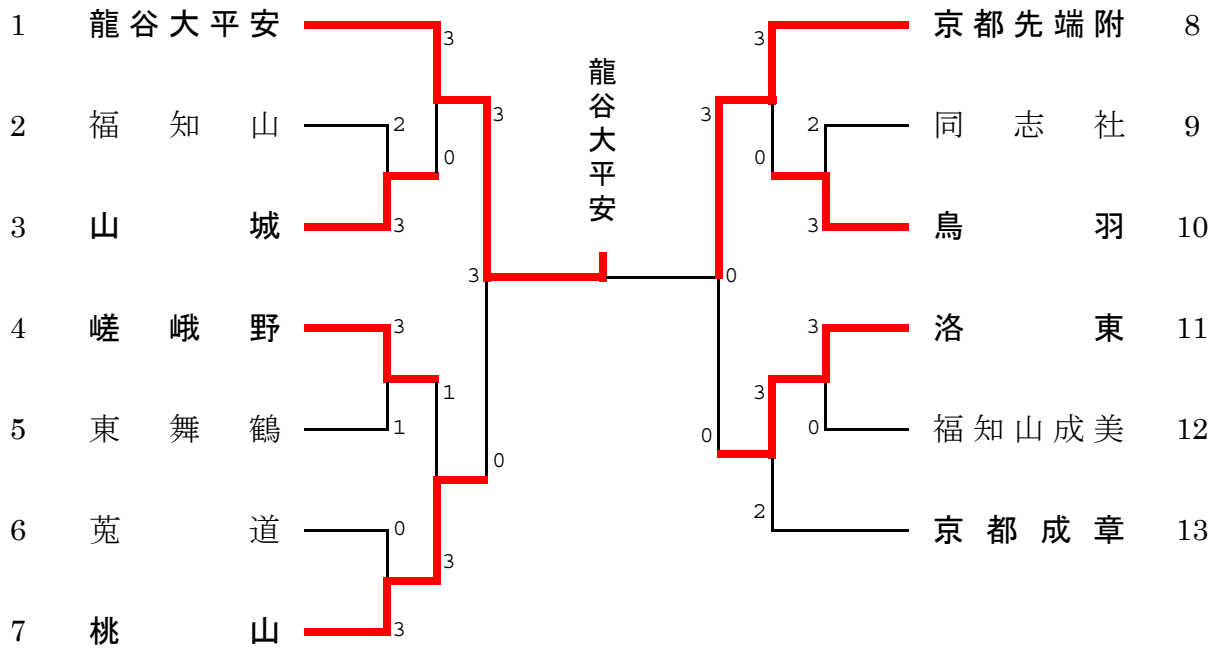 1 龍谷大平安
2 福知山
3 山城
4 嵯峨野
5 東舞鶴
6 莵道
7 桃山
3
2
0
3
3
3
3
1
1
0
0
3
3
龍谷大平安
3
3
2
0
3
0
3
3
0
0
2
京都先端附 8
同志社 9
鳥羽 10
洛東 11
福知山成美 12
京都成章 13